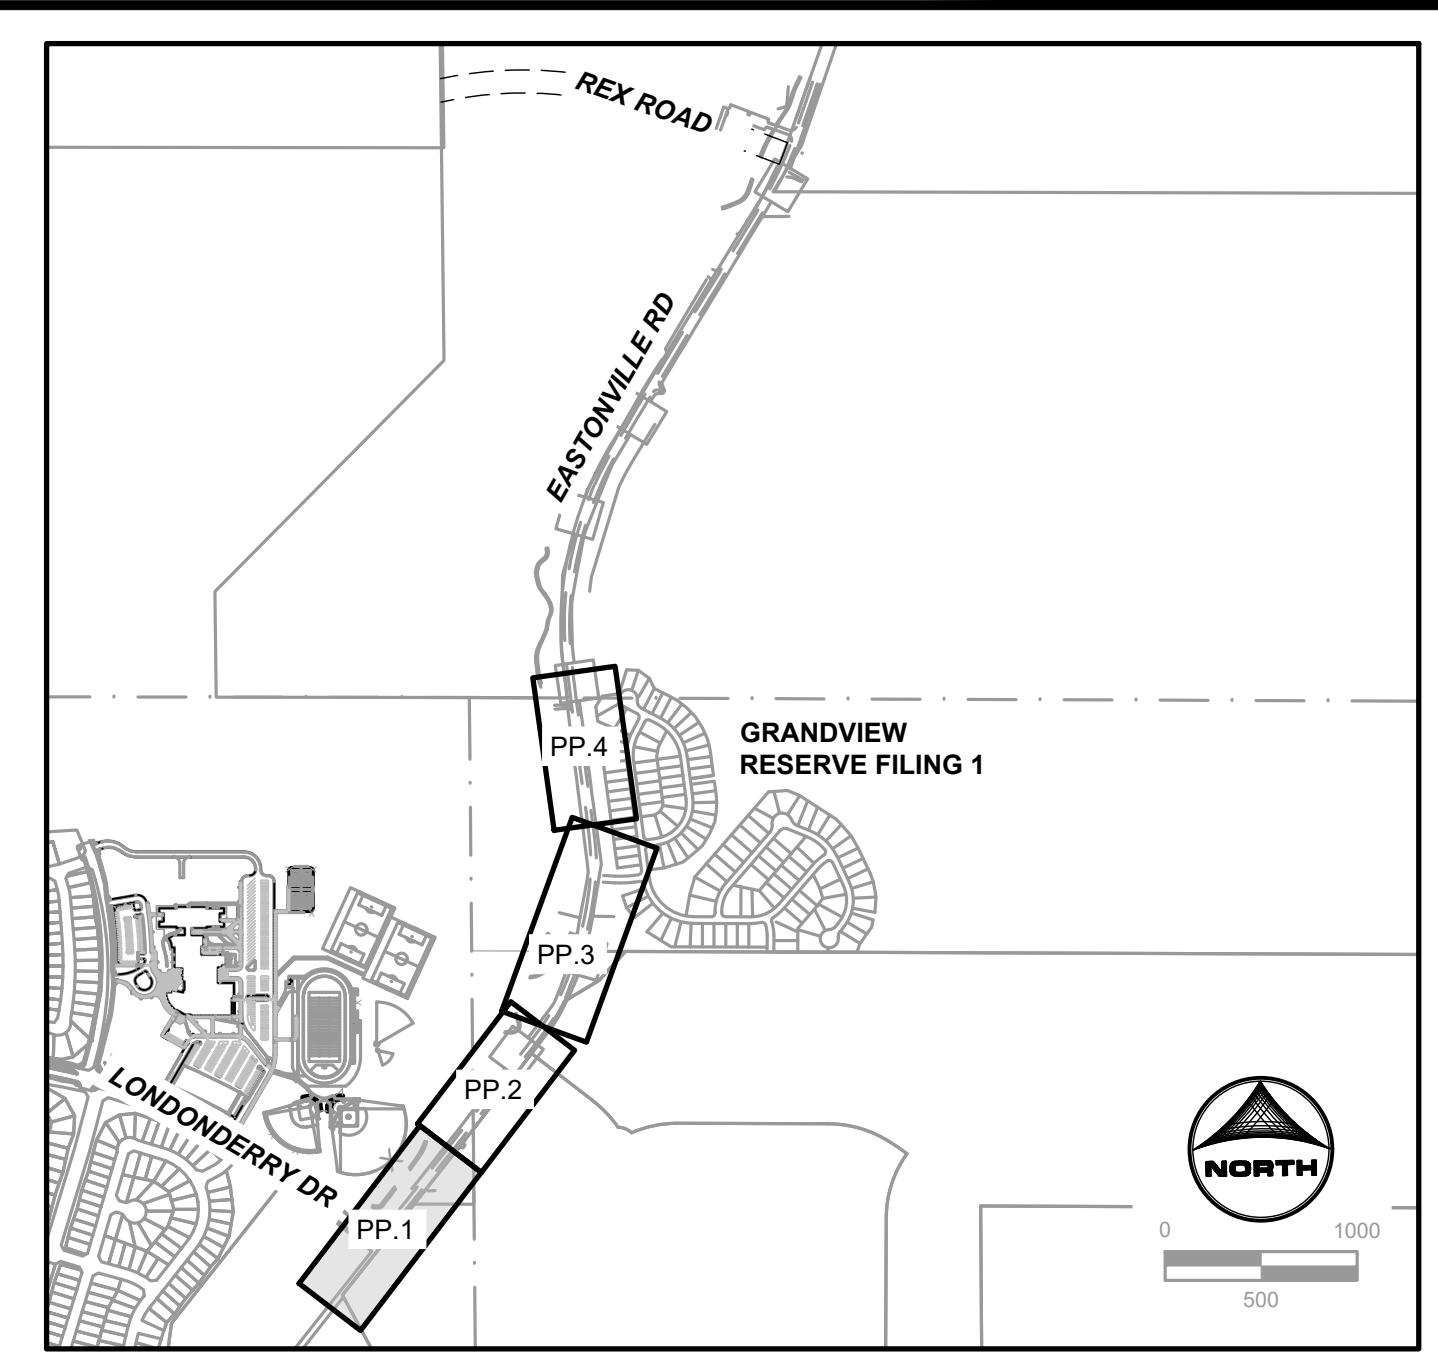 REX ROAD
EASTONVILLE RD
PP.4
GRANDVIEW
RESERVE FILING 1
PP.3
PP.2
LONDONDERRY DR
PP.1
NORTH
0 1000
500